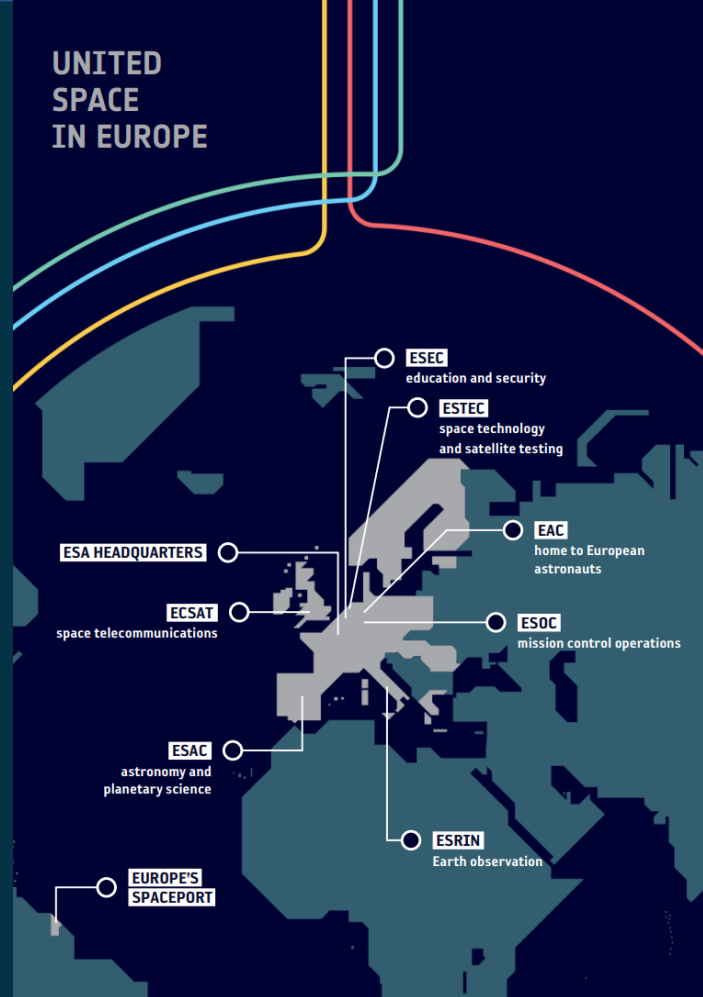 UNITED
SPACE
IN EUROPE
ESEC
education and security
ESTEC
space technology
and satellite testing
EAC
home to European
astronauts
ESA HEADQUARTERS
ECSAT
space telecommunications
ESOC
mission control operations
ESAC
astronomy and
planetary science
ESRIN
Earth observation
EUROPE'S
SPACEPORT